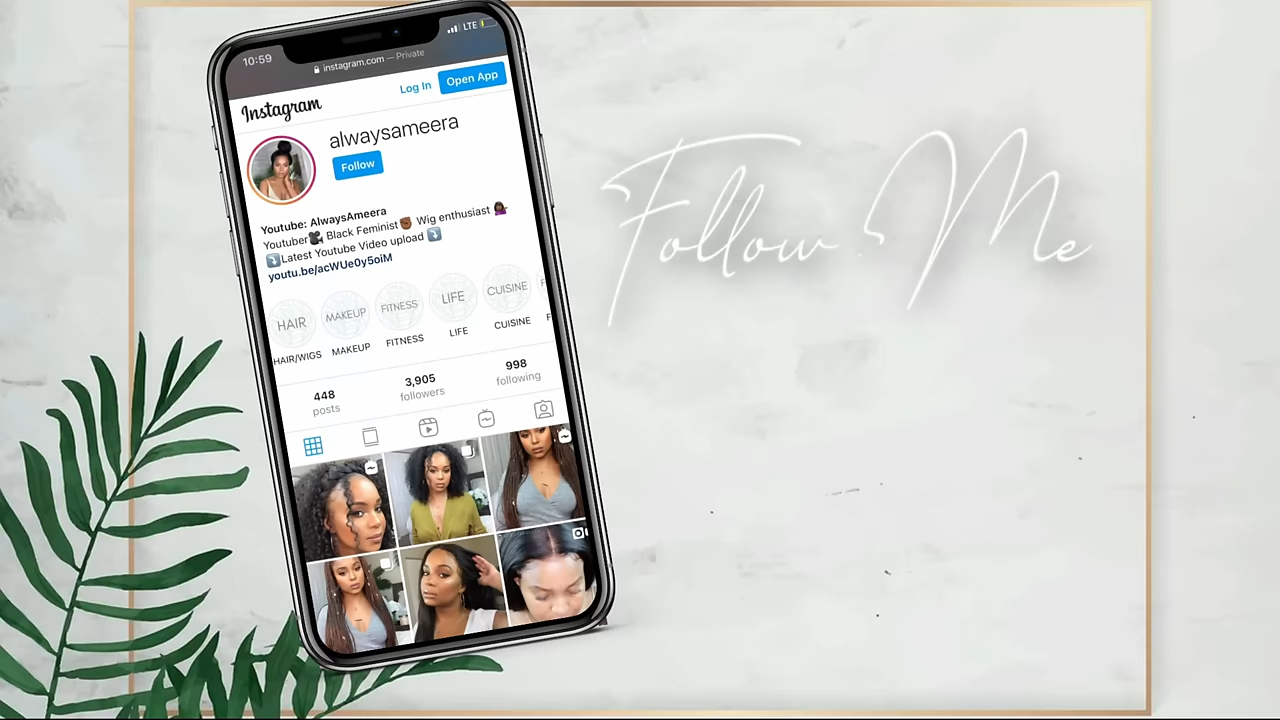 10:59
LTE
instagram.com — Private
Instagram
Log In
Open App
alwaysameera
Follow
Youtube: AlwaysAmeera
Youtuber🎥 Black Feminist✊🏾 Wig enthusiast 💁🏾‍♀️
⤵️Latest Youtube Video upload ⤵️
youtu.be/acWUe0y5oiM
HAIR
MAKEUP
FITNESS
LIFE
CUISINE
F
HAIR/WIGS
MAKEUP
FITNESS
LIFE
CUISINE
F
448
posts
3,905
followers
998
following
Follow Me